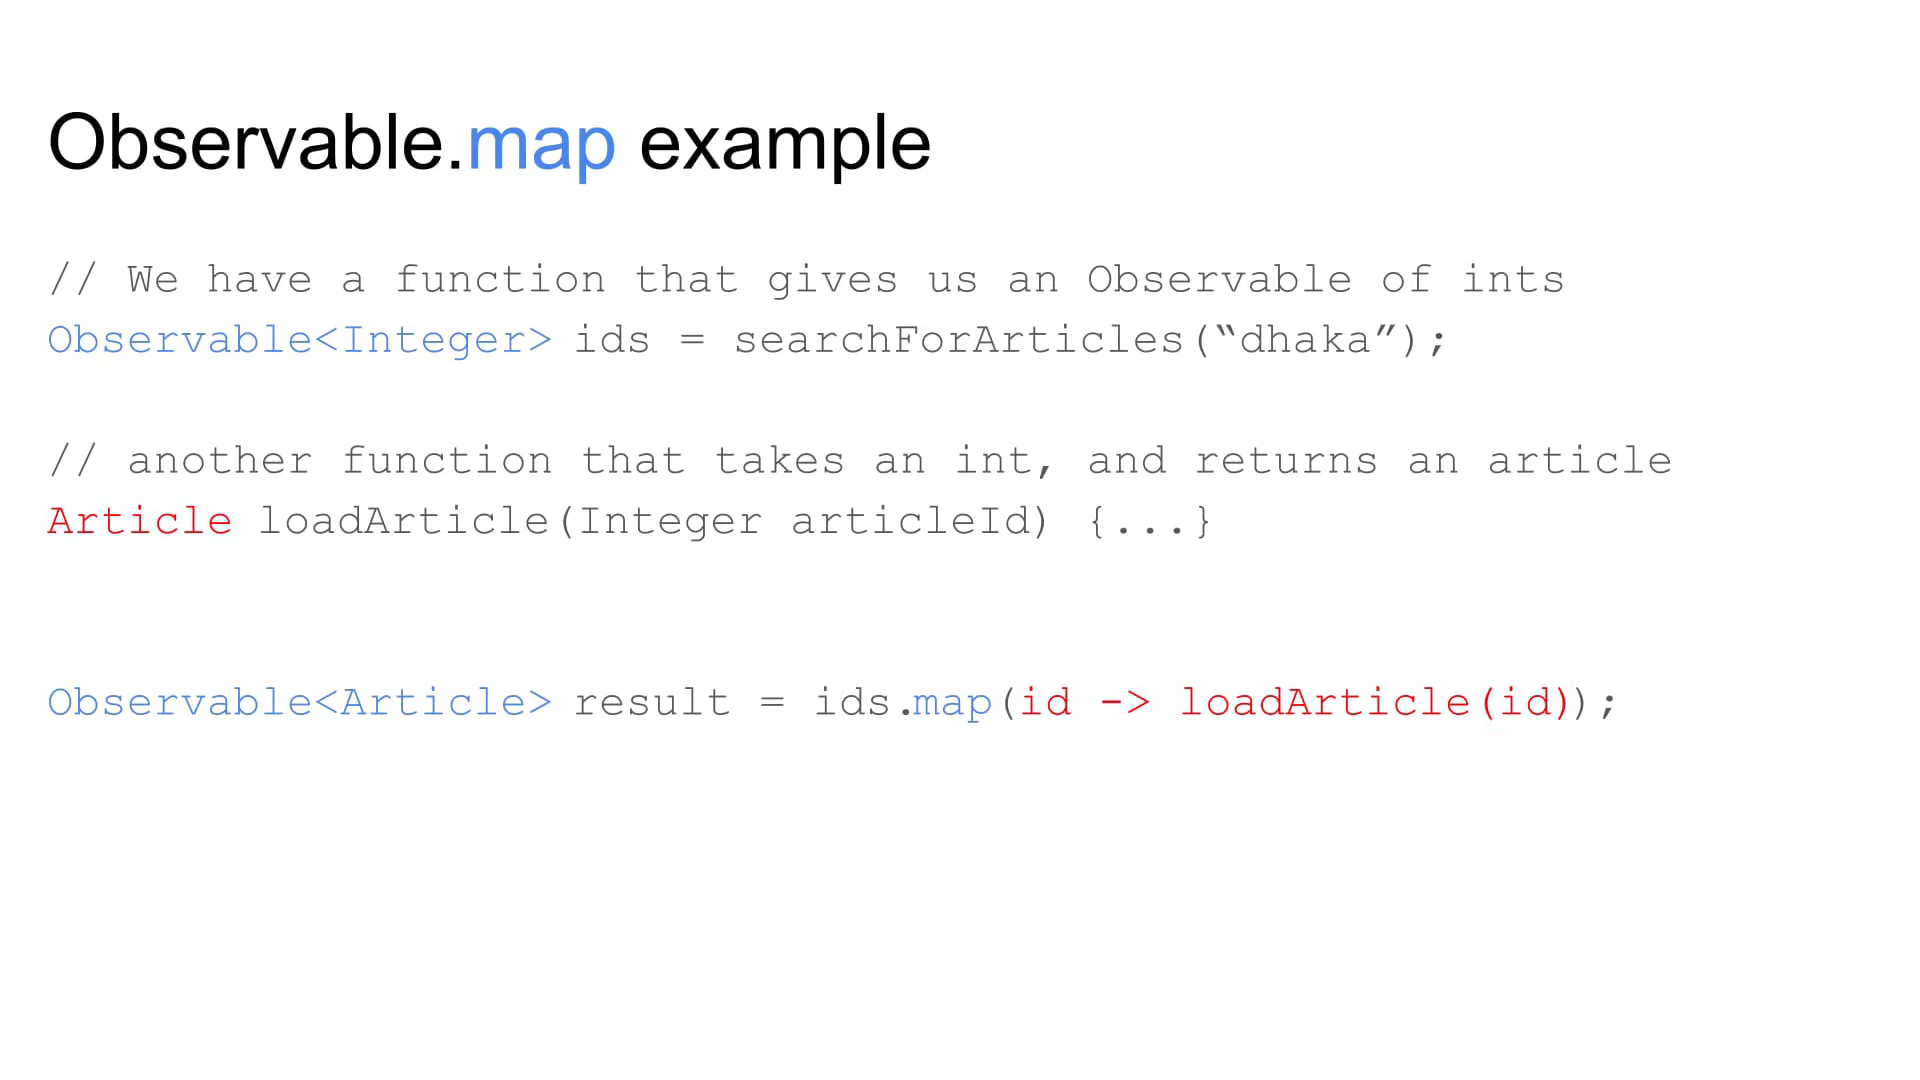 Observable.map example
// We have a function that gives us an Observable of ints
Observable<Integer> ids = searchForArticles(“dhaka”);
// another function that takes an int, and returns an article
Article loadArticle(Integer articleId) {...}
Observable<Article> result = ids.map(id -> loadArticle(id));